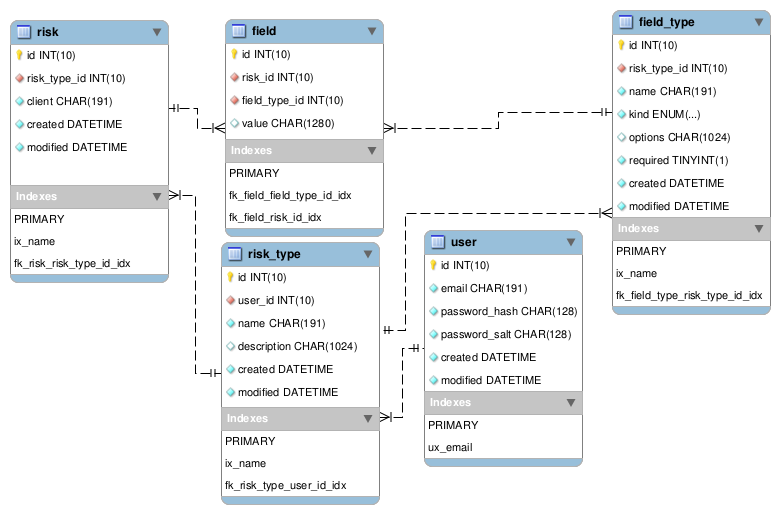 risk
id INT(10)
risk_type_id INT(10)
client CHAR(191)
created DATETIME
modified DATETIME
Indexes
PRIMARY
ix_name
fk_risk_risk_type_id_idx
field
id INT(10)
risk_id INT(10)
field_type_id INT(10)
value CHAR(1280)
Indexes
PRIMARY
fk_field_field_type_id_idx
fk_field_risk_id_idx
field_type
id INT(10)
risk_type_id INT(10)
name CHAR(191)
kind ENUM(...)
options CHAR(1024)
required TINYINT(1)
created DATETIME
modified DATETIME
Indexes
PRIMARY
ix_name
fk_field_type_risk_type_id_idx
risk_type
id INT(10)
user_id INT(10)
name CHAR(191)
description CHAR(1024)
created DATETIME
modified DATETIME
Indexes
PRIMARY
ix_name
fk_risk_type_user_id_idx
user
id INT(10)
email CHAR(191)
password_hash CHAR(128)
password_salt CHAR(128)
created DATETIME
modified DATETIME
Indexes
PRIMARY
ux_email